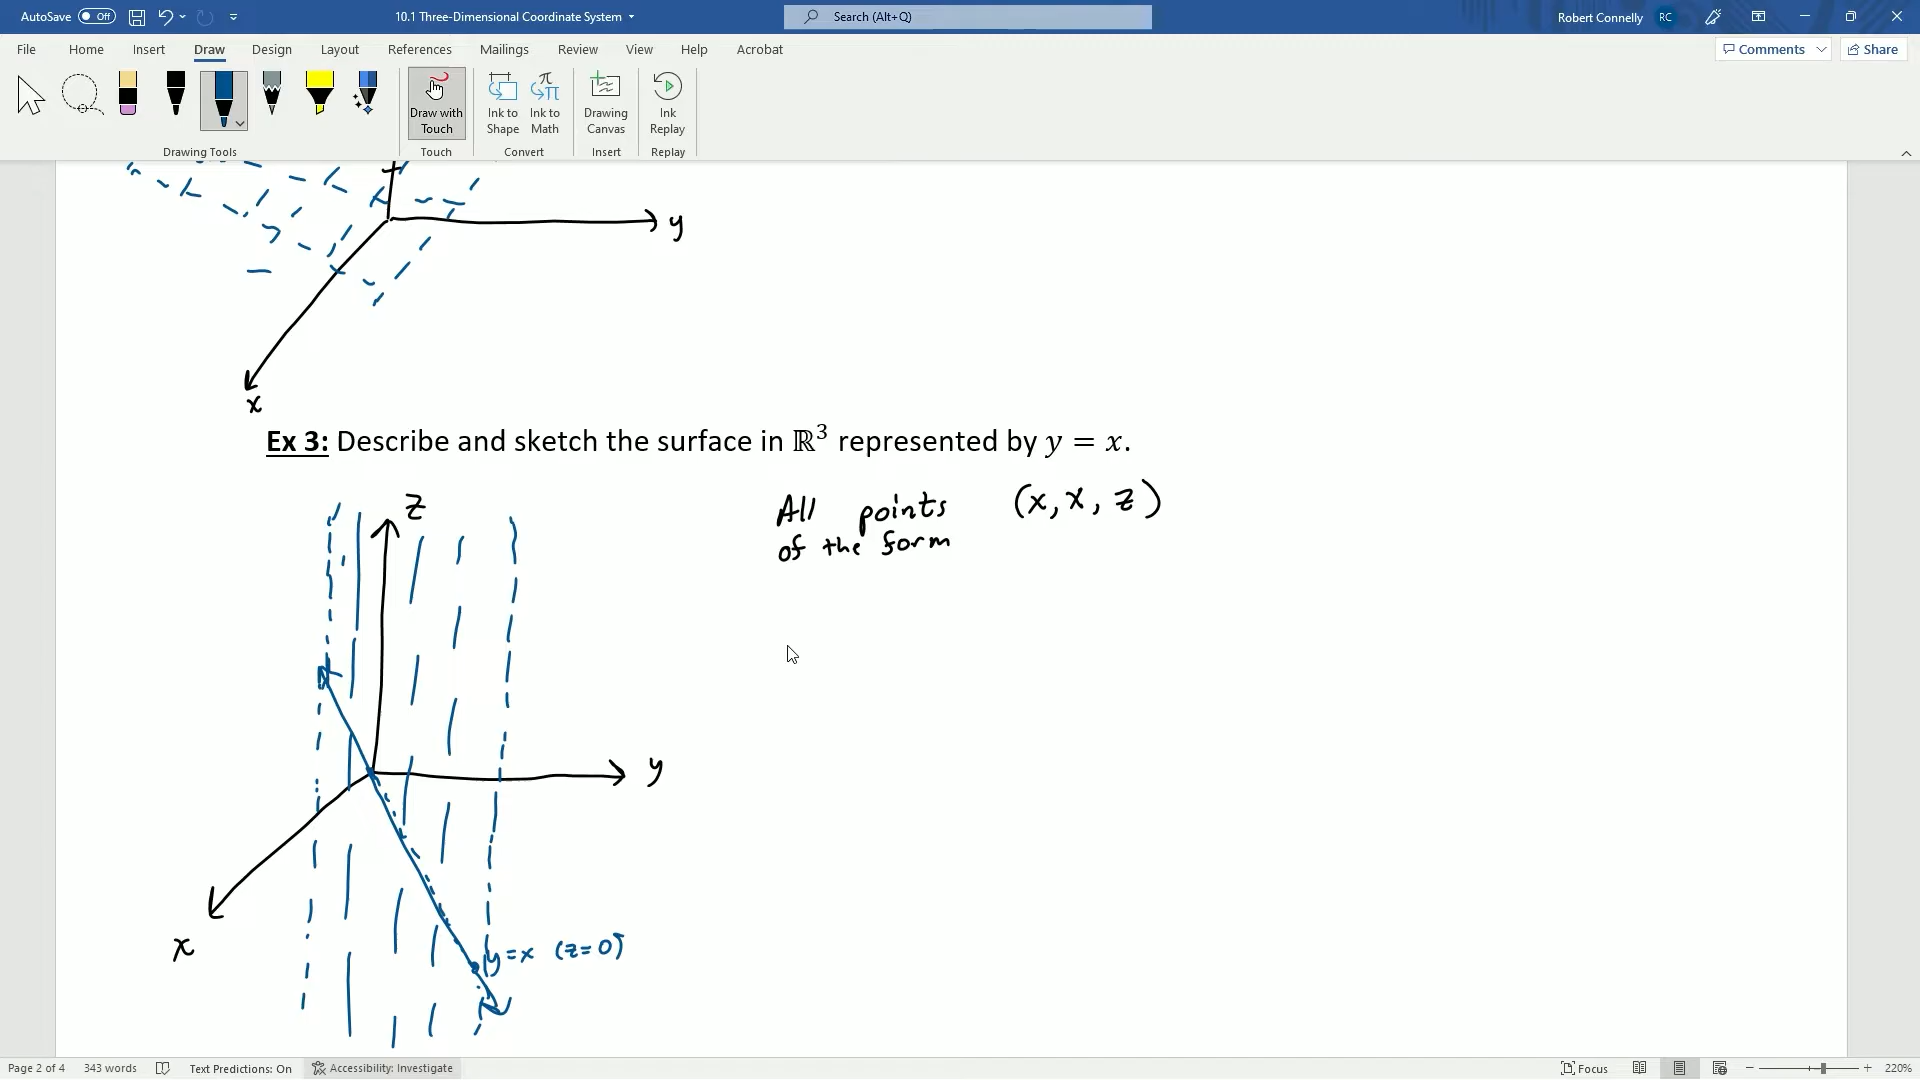 AutoSave Off 10.1 Three-Dimensional Coordinate System Search (Alt+Q) Robert Connelly RC
File Home Insert Draw Design Layout References Mailings Review View Help Acrobat Comments Share
Draw with Touch
Ink to Shape
Ink to Math
Drawing Canvas
Ink Replay
Drawing Tools Touch Convert Insert Replay
y
x
Ex 3: Describe and sketch the surface in ℝ³ represented by y = x.
z
All points of the form (x, x, z)
y
x
y = x (z = 0)
Page 2 of 4 343 words Text Predictions: On Accessibility: Investigate Focus 220%